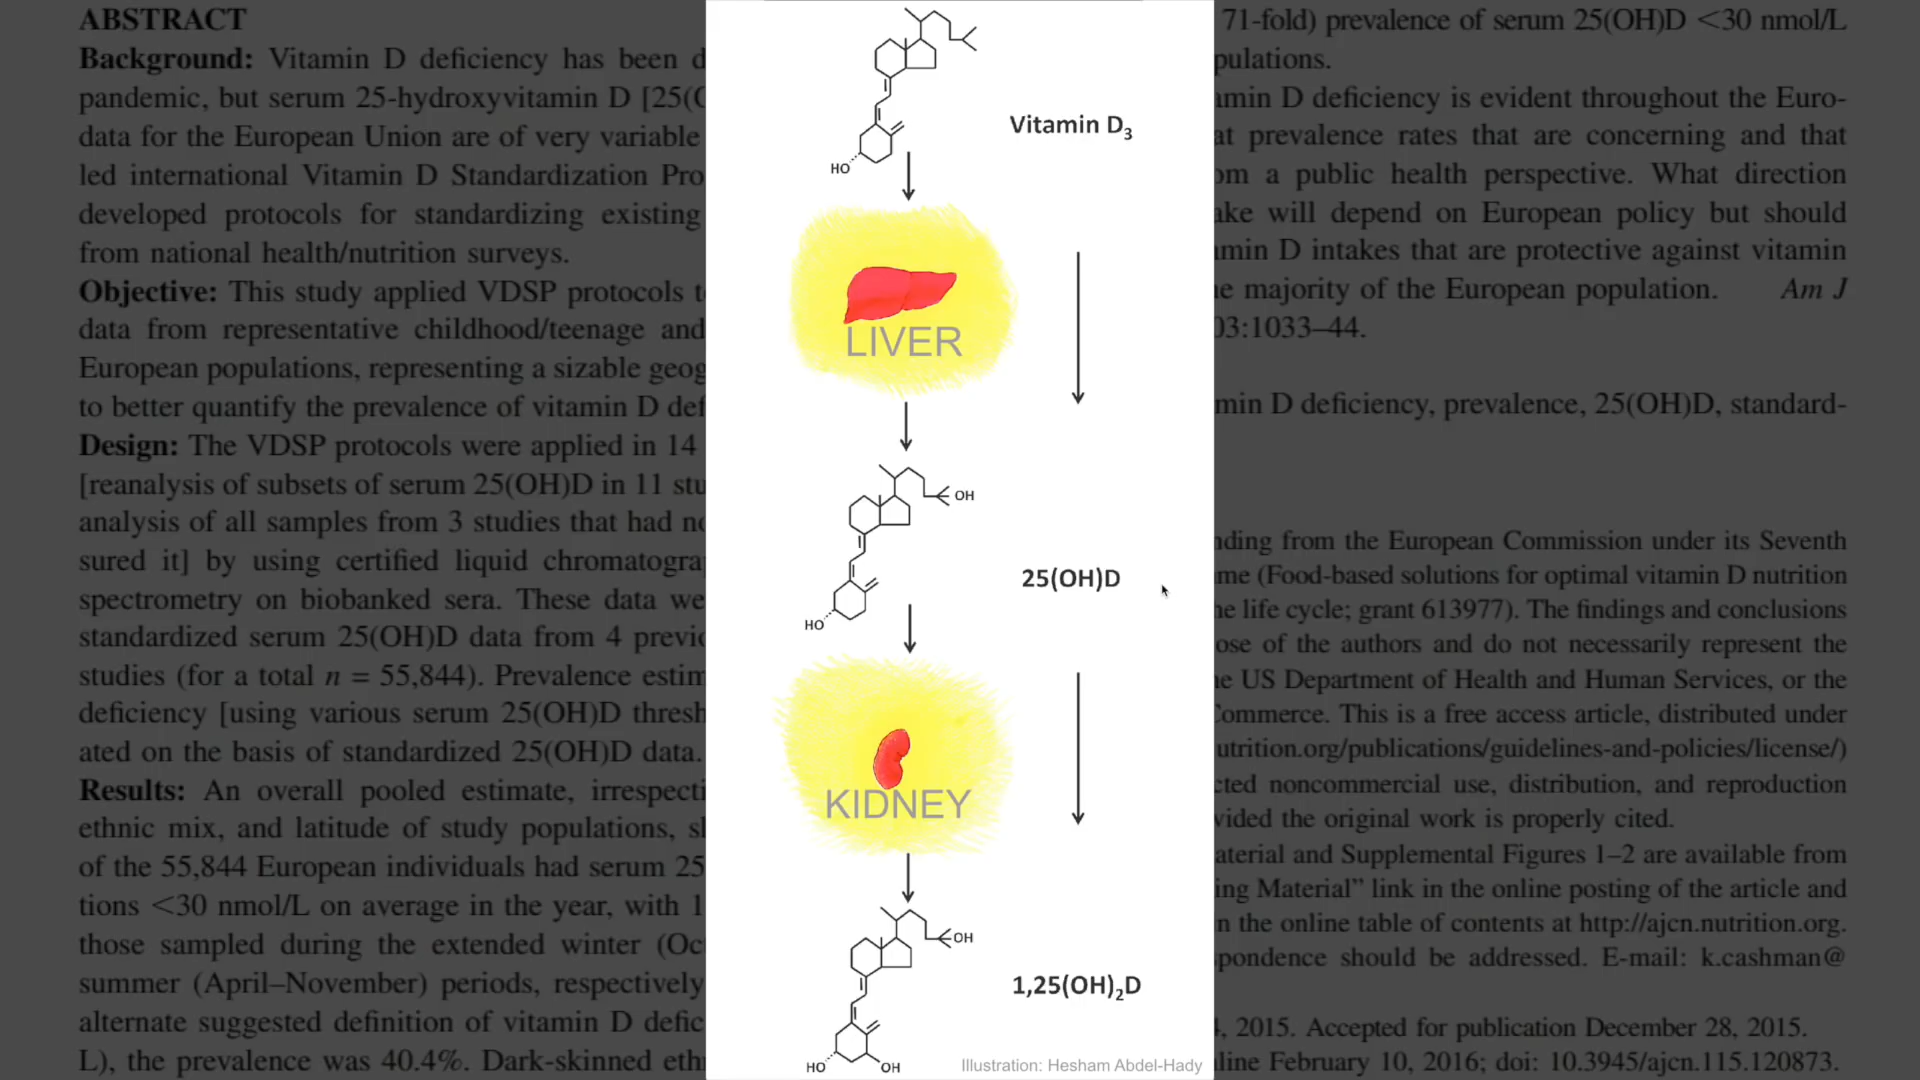 ABSTRACT
Background: Vitamin D deficiency has been d
pandemic, but serum 25-hydroxyvitamin D [25(O
data for the European Union are of very variable
led international Vitamin D Standardization Pro
developed protocols for standardizing existing
from national health/nutrition surveys.
Objective: This study applied VDSP protocols t
data from representative childhood/teenage and
European populations, representing a sizable geog
to better quantify the prevalence of vitamin D def
Design: The VDSP protocols were applied in 14
[reanalysis of subsets of serum 25(OH)D in 11 stu
analysis of all samples from 3 studies that had no
sured it] by using certified liquid chromatogra
spectrometry on biobanked sera. These data we
standardized serum 25(OH)D data from 4 previo
studies (for a total n = 55,844). Prevalence estim
deficiency [using various serum 25(OH)D thresh
ated on the basis of standardized 25(OH)D data.
Results: An overall pooled estimate, irrespecti
ethnic mix, and latitude of study populations, sh
of the 55,844 European individuals had serum 25
tions <30 nmol/L on average in the year, with 1
those sampled during the extended winter (Oc
summer (April–November) periods, respectively
alternate suggested definition of vitamin D defic
L), the prevalence was 40.4%. Dark-skinned eth
HO
Vitamin D3
LIVER
OH
HO
25(OH)D
KIDNEY
OH
HO
OH
1,25(OH)2D
Illustration: Hesham Abdel-Hady
71-fold) prevalence of serum 25(OH)D <30 nmol/L
pulations.
amin D deficiency is evident throughout the Euro-
at prevalence rates that are concerning and that
om a public health perspective. What direction
ake will depend on European policy but should
amin D intakes that are protective against vitamin
e majority of the European population. Am J
03:1033–44.
min D deficiency, prevalence, 25(OH)D, standard-
nding from the European Commission under its Seventh
me (Food-based solutions for optimal vitamin D nutrition
he life cycle; grant 613977). The findings and conclusions
ose of the authors and do not necessarily represent the
e US Department of Health and Human Services, or the
Commerce. This is a free access article, distributed under
utrition.org/publications/guidelines-and-policies/license/)
cted noncommercial use, distribution, and reproduction
vided the original work is properly cited.
aterial and Supplemental Figures 1–2 are available from
ing Material” link in the online posting of the article and
n the online table of contents at http://ajcn.nutrition.org.
pondence should be addressed. E-mail: k.cashman@
, 2015. Accepted for publication December 28, 2015.
line February 10, 2016; doi: 10.3945/ajcn.115.120873.